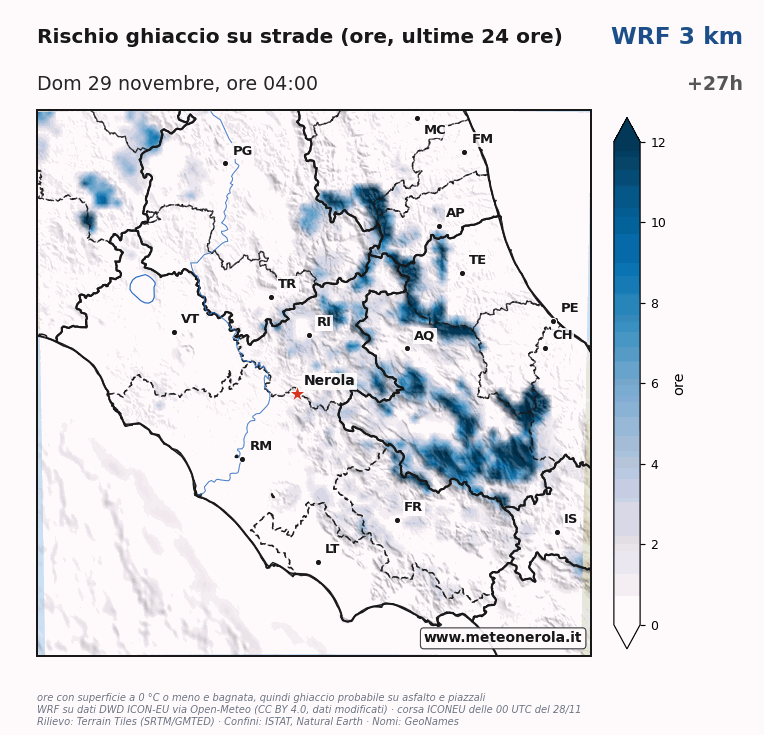 Rischio ghiaccio su strade (ore, ultime 24 ore)
WRF 3 km
Dom 29 novembre, ore 04:00
+27h
MC
FM
PG
AP
TE
TR
PE
VT
RI
AQ
CH
Nerola
RM
FR
IS
LT
www.meteonerola.it
12
10
8
6
4
2
0
ore
ore con superficie a 0 °C o meno e bagnata, quindi ghiaccio probabile su asfalto e piazzali
WRF su dati DWD ICON-EU via Open-Meteo (CC BY 4.0, dati modificati) · corsa ICONEU delle 00 UTC del 28/11
Rilievo: Terrain Tiles (SRTM/GMTED) · Confini: ISTAT, Natural Earth · Nomi: GeoNames